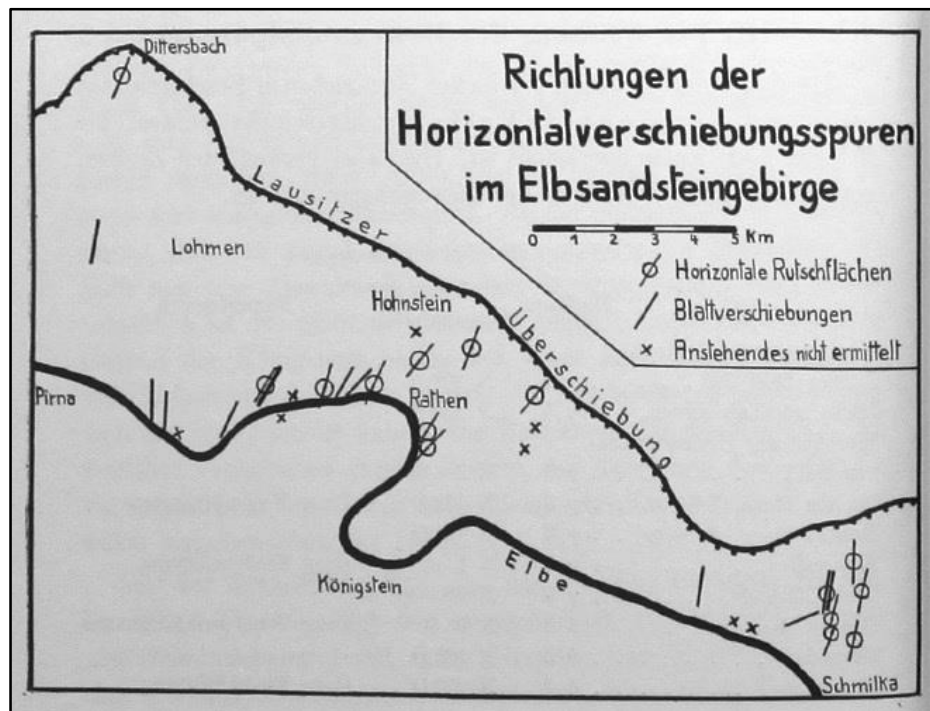 Dittersbach
Richtungen der
Horizontalverschiebungsspuren
im Elbsandsteingebirge
0 1 2 3 4 5 Km
Horizontale Rutschflächen
Blattverschiebungen
Anstehendes nicht ermittelt
Lausitzer
Überschiebung
Lohmen
Hohnstein
Pirna
Rathen
Königstein
Elbe
Schmilka